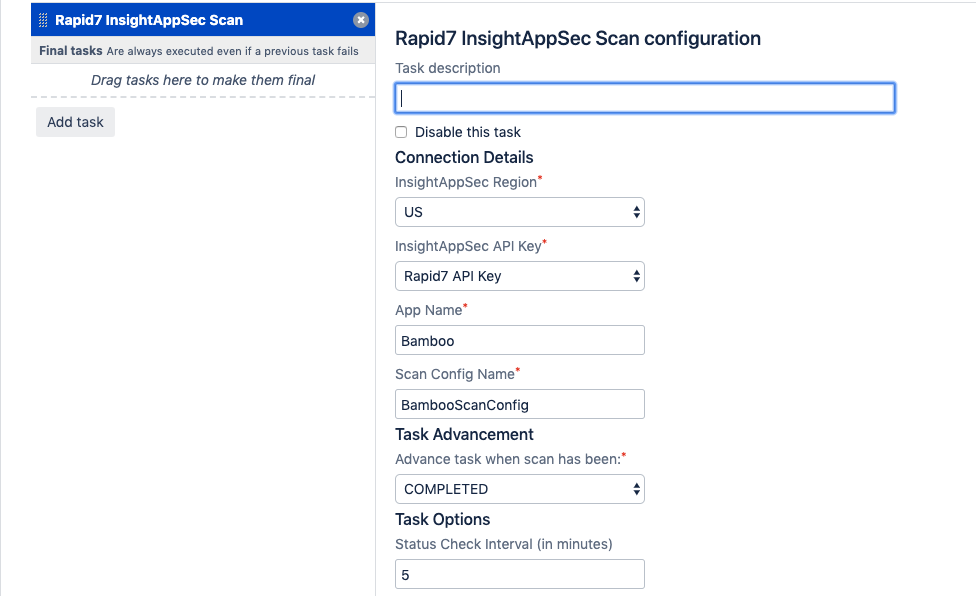 Rapid7 InsightAppSec Scan
Final tasks Are always executed even if a previous task fails
Drag tasks here to make them final
Add task
Rapid7 InsightAppSec Scan configuration
Task description
Disable this task
Connection Details
InsightAppSec Region*
US
InsightAppSec API Key*
Rapid7 API Key
App Name*
Bamboo
Scan Config Name*
BambooScanConfig
Task Advancement
Advance task when scan has been:*
COMPLETED
Task Options
Status Check Interval (in minutes)
5